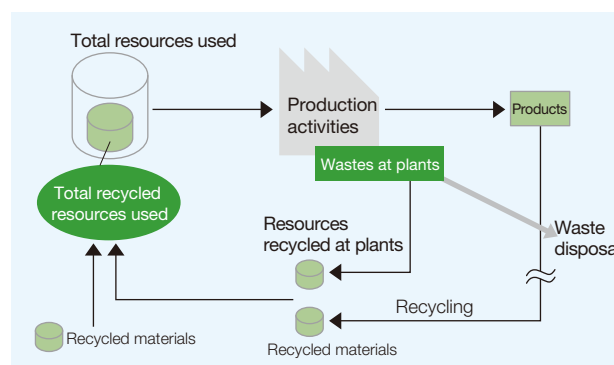 Total resources used
Production
activities
Products
Wastes at plants
Total recycled
resources used
Resources
recycled at plants
Waste
disposa
Recycling
Recycled materials
Recycled materials